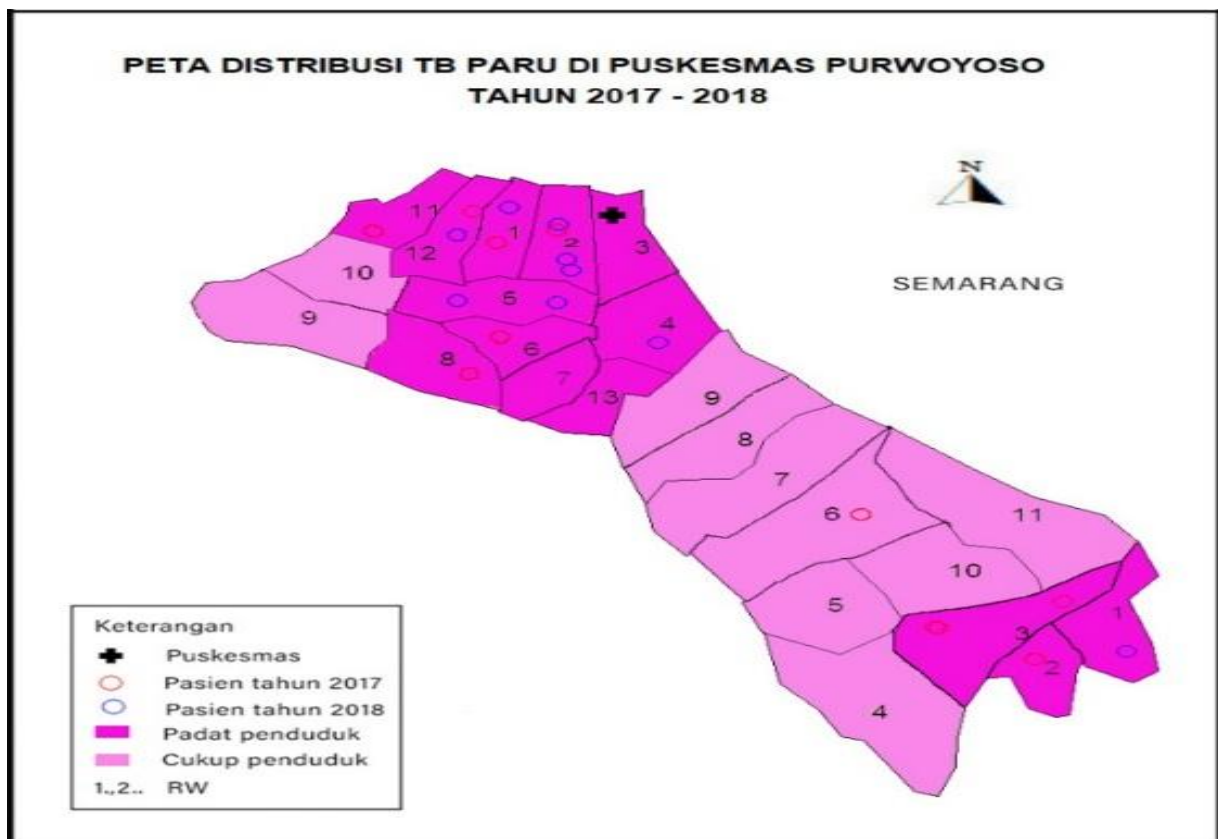 PETA DISTRIBUSI TB PARU DI PUSKESMAS PURWOYOSO
TAHUN 2017 - 2018
N
SEMARANG
11
1
2
3
12
10
5
9
4
6
8
7
13
9
8
7
6
11
10
5
1
3
2
4
Keterangan
Puskesmas
Pasien tahun 2017
Pasien tahun 2018
Padat penduduk
Cukup penduduk
1.,2.. RW